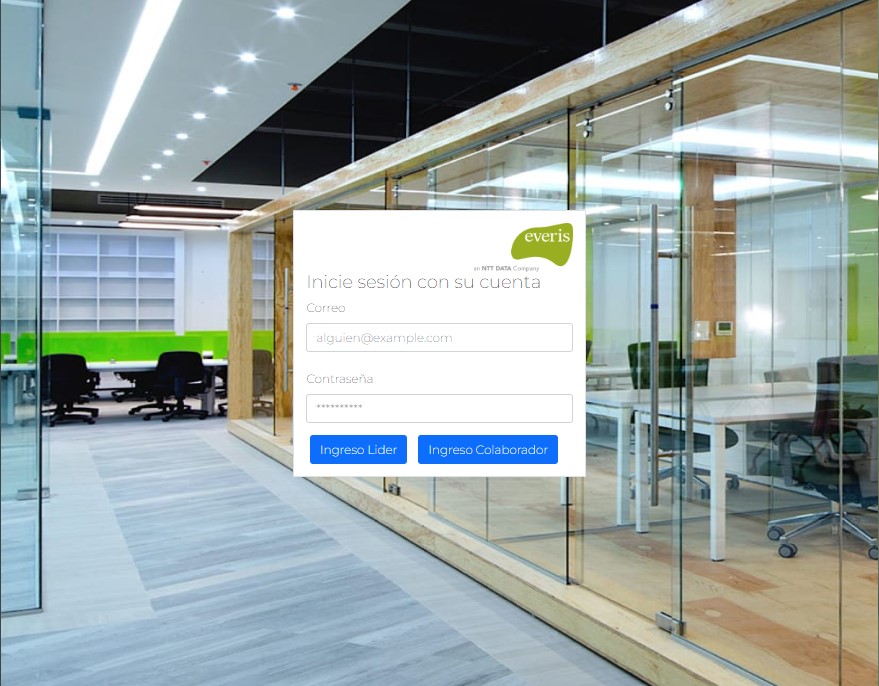 everis
an NTT DATA Company
Inicie sesión con su cuenta
Correo
alguien@example.com
Contraseña
**********
Ingreso Lider
Ingreso Colaborador